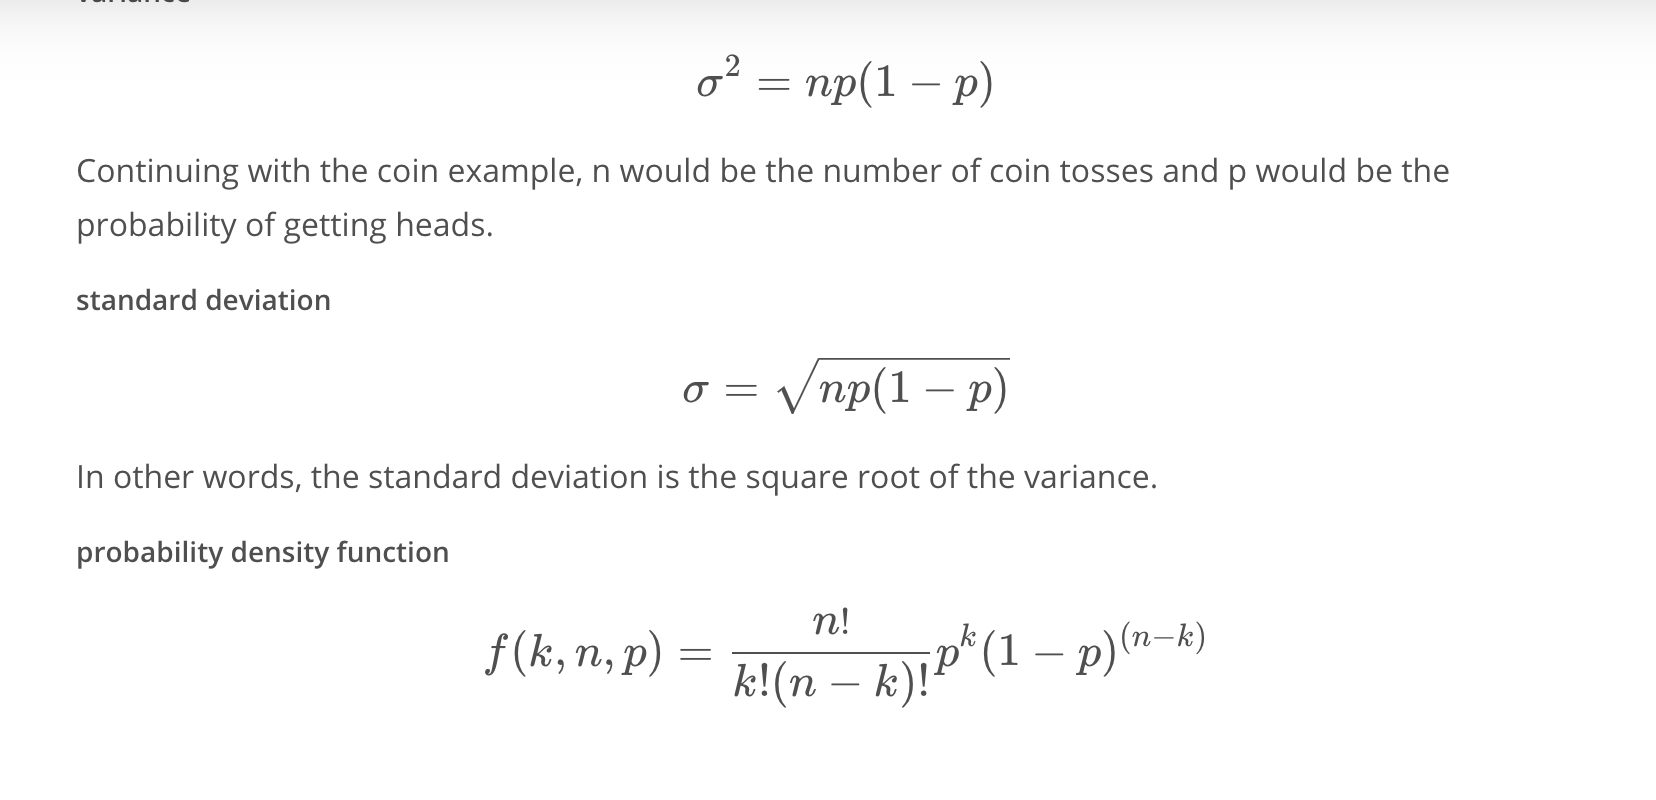 σ² = np(1 − p)
Continuing with the coin example, n would be the number of coin tosses and p would be the
probability of getting heads.
standard deviation
σ = √np(1 − p)
In other words, the standard deviation is the square root of the variance.
probability density function
f(k, n, p) = n! / k!(n − k)! pᵏ(1 − p)⁽ⁿ⁻ᵏ⁾